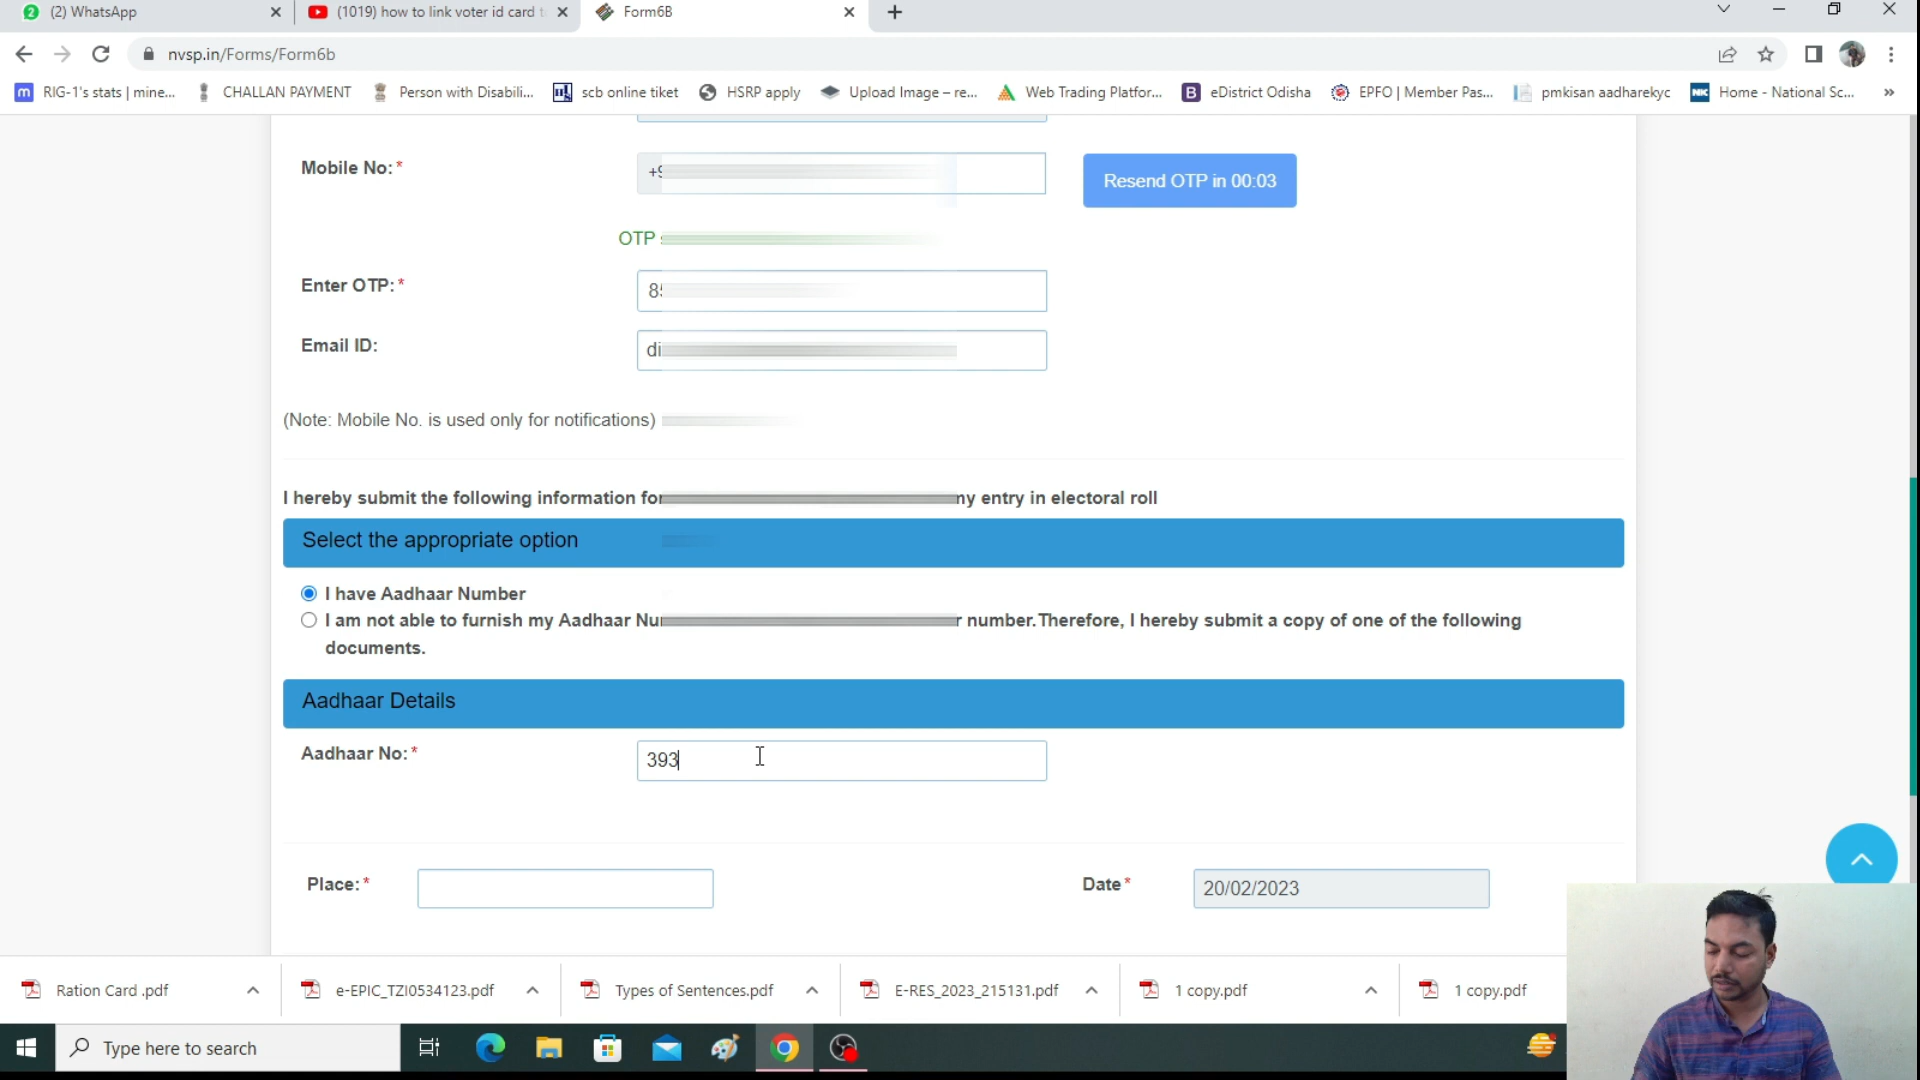 (2) WhatsApp
(1019) how to link voter id card t
Form6B
nvsp.in/Forms/Form6b
RIG-1's stats | mine...
CHALLAN PAYMENT
Person with Disabili...
scb online tiket
HSRP apply
Upload Image – re...
Web Trading Platfor...
eDistrict Odisha
EPFO | Member Pas...
pmkisan aadharekyc
Home - National Sc...
»
Mobile No:*
+9
Resend OTP in 00:03
OTP
Enter OTP:*
85
Email ID:
di
(Note: Mobile No. is used only for notifications)
I hereby submit the following information for my entry in electoral roll
Select the appropriate option
I have Aadhaar Number
I am not able to furnish my Aadhaar number.Therefore, I hereby submit a copy of one of the following
documents.
Aadhaar Details
Aadhaar No:*
393
Place:*
Date*
20/02/2023
Ration Card .pdf
e-EPIC_TZI0534123.pdf
Types of Sentences.pdf
E-RES_2023_215131.pdf
1 copy.pdf
1 copy.pdf
Type here to search